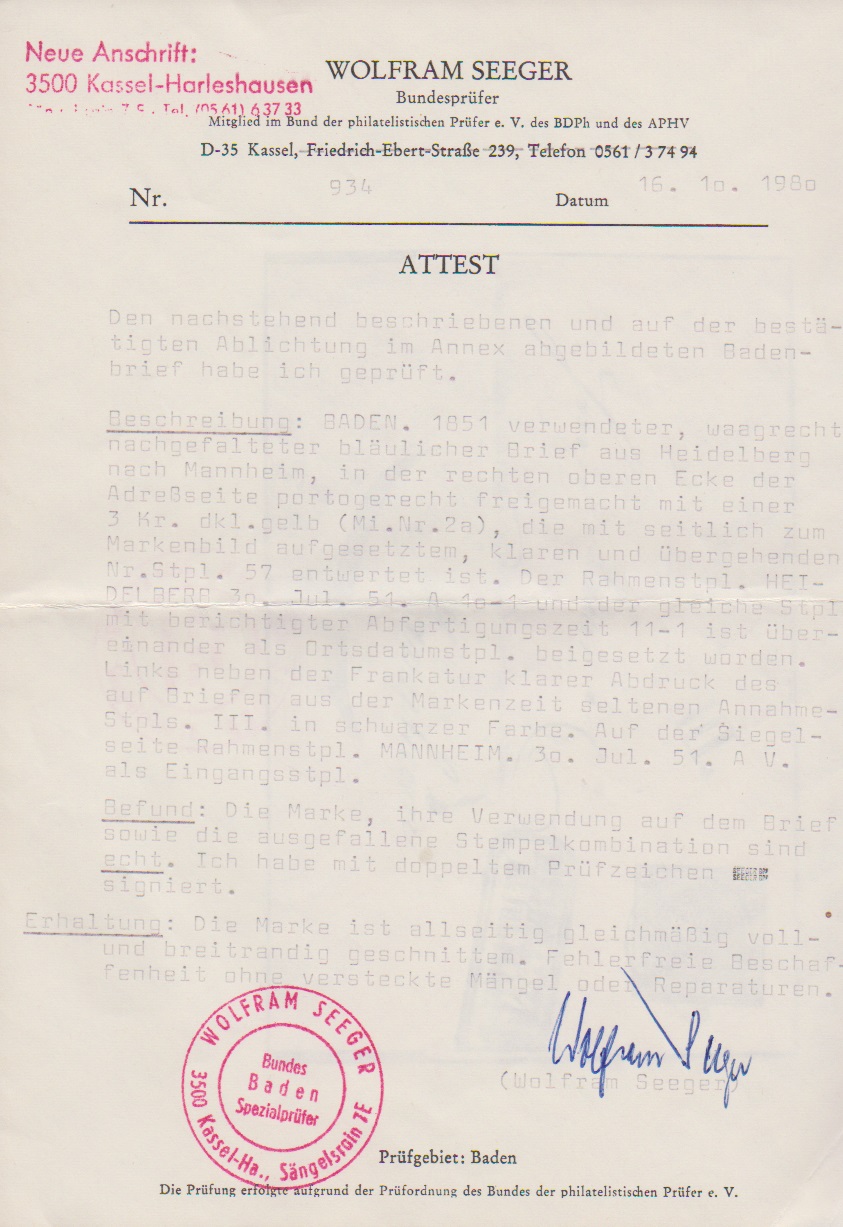 Neue Anschrift:
3500 Kassel-Harleshausen
Tel. (0561) 6 37 33
WOLFRAM SEEGER
Bundesprüfer
Mitglied im Bund der philatelistischen Prüfer e. V. des BDPh und des APHV
D-35 Kassel, Friedrich-Ebert-Straße 239, Telefon 0561 / 3 74 94
Nr. 934 Datum 16. 1o. 198o
ATTEST
Den nachstehend beschriebenen und auf der bestä-
tigten Ablichtung im Annex abgebildeten Baden-
brief habe ich geprüft.
Beschreibung: BADEN. 1851 verwendeter, waagrecht
nachgefalteter bläulicher Brief aus Heidelberg
nach Mannheim, in der rechten oberen Ecke der
Adreßseite portogerecht freigemacht mit einer
3 Kr. dkl.gelb (Mi.Nr.2a), die mit seitlich zum
Markenbild aufgesetztem, klaren und übergehenden
Nr.Stpl. 57 entwertet ist. Der Rahmenstpl. HEI-
DELBERG 3o. Jul. 51. A 1o-1 und der gleiche Stpl
mit berichtigter Abfertigungszeit 11-1 ist über-
einander als Ortsdatumstpl. beigesetzt worden.
Links neben der Frankatur klarer Abdruck des
auf Briefen aus der Markenzeit seltenen Annahme-
Stpls. III. in schwarzer Farbe. Auf der Siegel-
seite Rahmenstpl. MANNHEIM. 3o. Jul. 51. A V.
als Eingangsstpl.
Befund: Die Marke, ihre Verwendung auf dem Brief
sowie die ausgefallene Stempelkombination sind
echt. Ich habe mit doppeltem Prüfzeichen
signiert.
Erhaltung: Die Marke ist allseitig gleichmäßig voll-
und breitrandig geschnittem. Fehlerfreie Beschaf-
fenheit ohne versteckte Mängel oder Reparaturen.
Wolfram Seeger
(Wolfram Seeger)
WOLFRAM SEEGER
3500 Kassel-Ha., Sängelsrain 7E
Bundes
Baden
Spezialprüfer
Prüfgebiet: Baden
Die Prüfung erfolgte aufgrund der Prüfordnung des Bundes der philatelistischen Prüfer e. V.